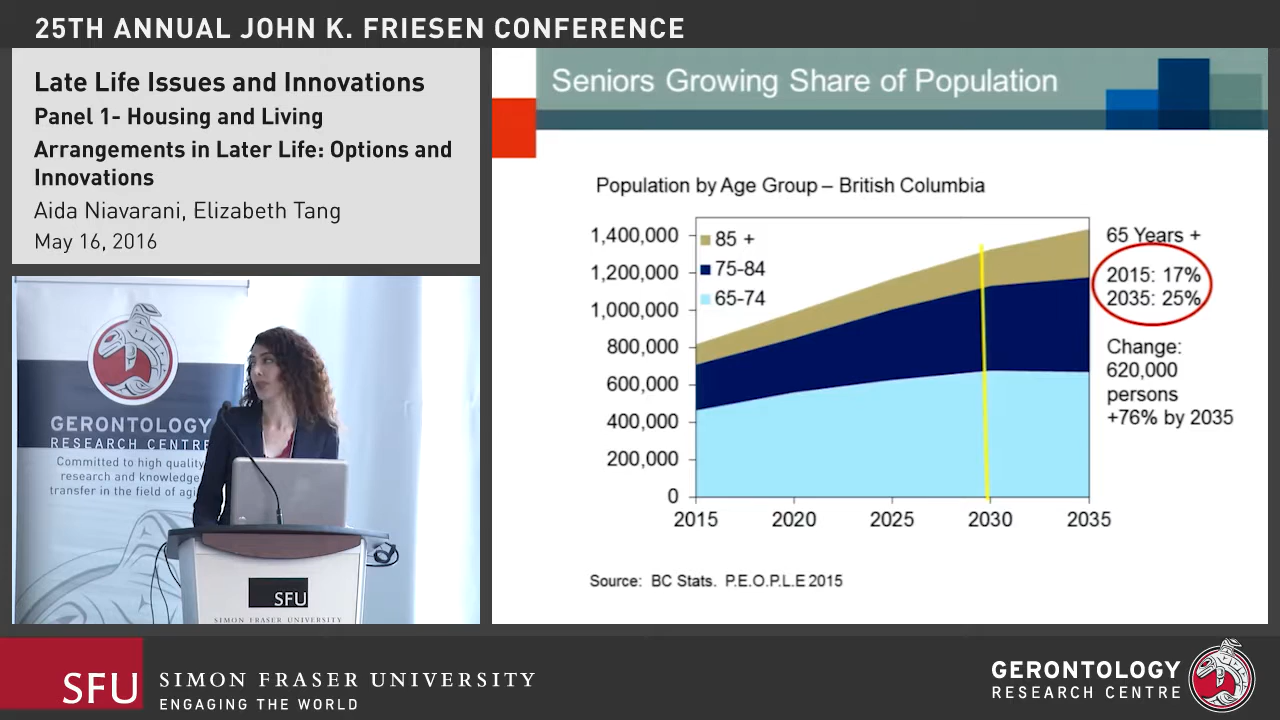 25TH ANNUAL JOHN K. FRIESEN CONFERENCE
Late Life Issues and Innovations
Panel 1- Housing and Living
Arrangements in Later Life: Options and
Innovations
Aida Niavarani, Elizabeth Tang
May 16, 2016
GERONTOLOGY
RESEARCH CENTRE
Committed to high quality
research and knowledge
transfer in the field of
SFU
SIMON FRASER UNIVERSITY
Seniors Growing Share of Population
Population by Age Group – British Columbia
1,400,000
1,200,000
1,000,000
800,000
600,000
400,000
200,000
0
85 +
75-84
65-74
2015
2020
2025
2030
2035
65 Years +
2015: 17%
2035: 25%
Change:
620,000
persons
+76% by 2035
Source: BC Stats. P.E.O.P.L.E 2015
SFU
SIMON FRASER UNIVERSITY
ENGAGING THE WORLD
GERONTOLOGY
RESEARCH CENTRE